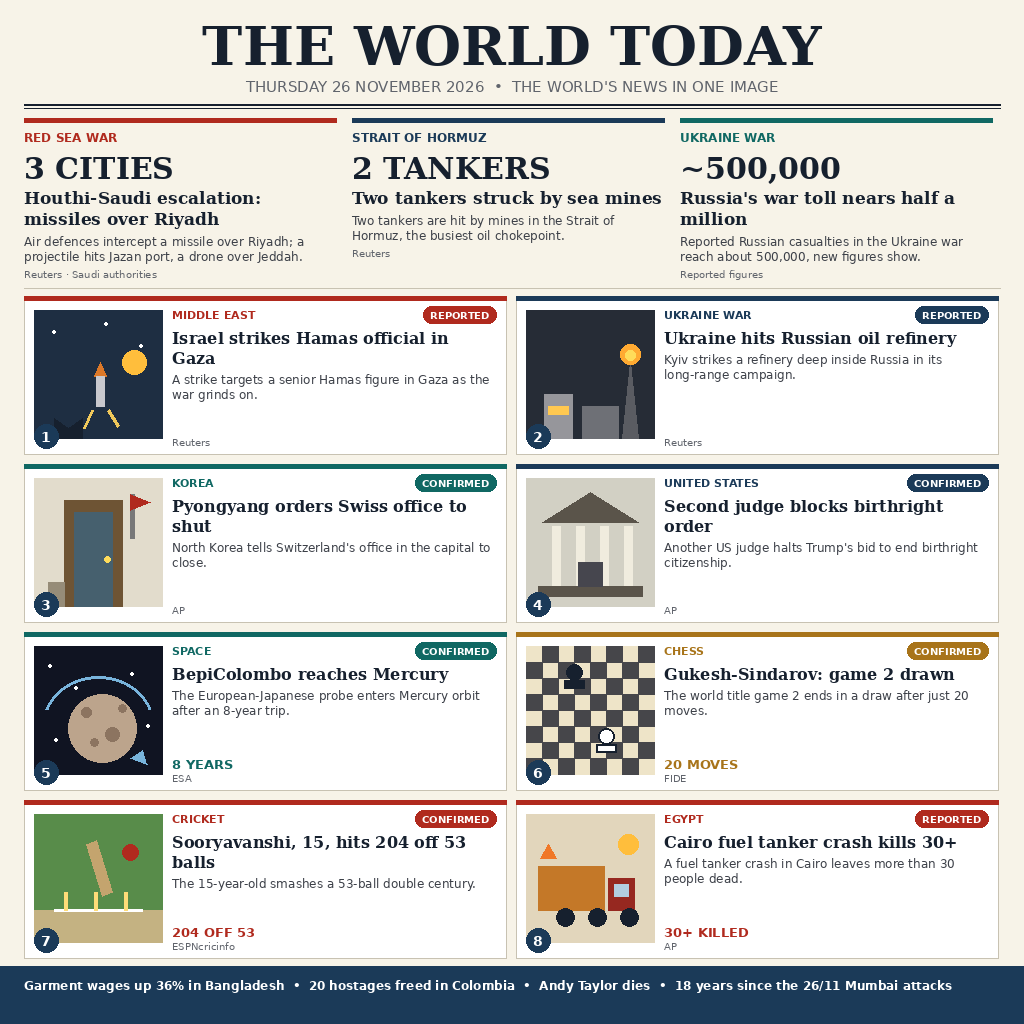 THE WORLD TODAY
THURSDAY 26 NOVEMBER 2026 • THE WORLD'S NEWS IN ONE IMAGE
RED SEA WAR
3 CITIES
Houthi-Saudi escalation:
missiles over Riyadh
Air defences intercept a missile over Riyadh; a
projectile hits Jazan port, a drone over Jeddah.
Reuters · Saudi authorities
STRAIT OF HORMUZ
2 TANKERS
Two tankers struck by sea mines
Two tankers are hit by mines in the Strait of
Hormuz, the busiest oil chokepoint.
Reuters
UKRAINE WAR
~500,000
Russia's war toll nears half a
million
Reported Russian casualties in the Ukraine war
reach about 500,000, new figures show.
Reported figures
MIDDLE EAST
REPORTED
Israel strikes Hamas official in
Gaza
A strike targets a senior Hamas figure in Gaza as the
war grinds on.
1
Reuters
UKRAINE WAR
REPORTED
Ukraine hits Russian oil refinery
Kyiv strikes a refinery deep inside Russia in its
long-range campaign.
2
Reuters
KOREA
CONFIRMED
Pyongyang orders Swiss office to
shut
North Korea tells Switzerland's office in the capital to
close.
3
AP
UNITED STATES
CONFIRMED
Second judge blocks birthright
order
Another US judge halts Trump's bid to end birthright
citizenship.
4
AP
SPACE
CONFIRMED
BepiColombo reaches Mercury
The European-Japanese probe enters Mercury orbit
after an 8-year trip.
8 YEARS
5
ESA
CHESS
CONFIRMED
Gukesh-Sindarov: game 2 drawn
The world title game 2 ends in a draw after just 20
moves.
20 MOVES
6
FIDE
CRICKET
CONFIRMED
Sooryavanshi, 15, hits 204 off 53
balls
The 15-year-old smashes a 53-ball double century.
204 OFF 53
7
ESPNcricinfo
EGYPT
REPORTED
Cairo fuel tanker crash kills 30+
A fuel tanker crash in Cairo leaves more than 30
people dead.
30+ KILLED
8
AP
Garment wages up 36% in Bangladesh • 20 hostages freed in Colombia • Andy Taylor dies • 18 years since the 26/11 Mumbai attacks